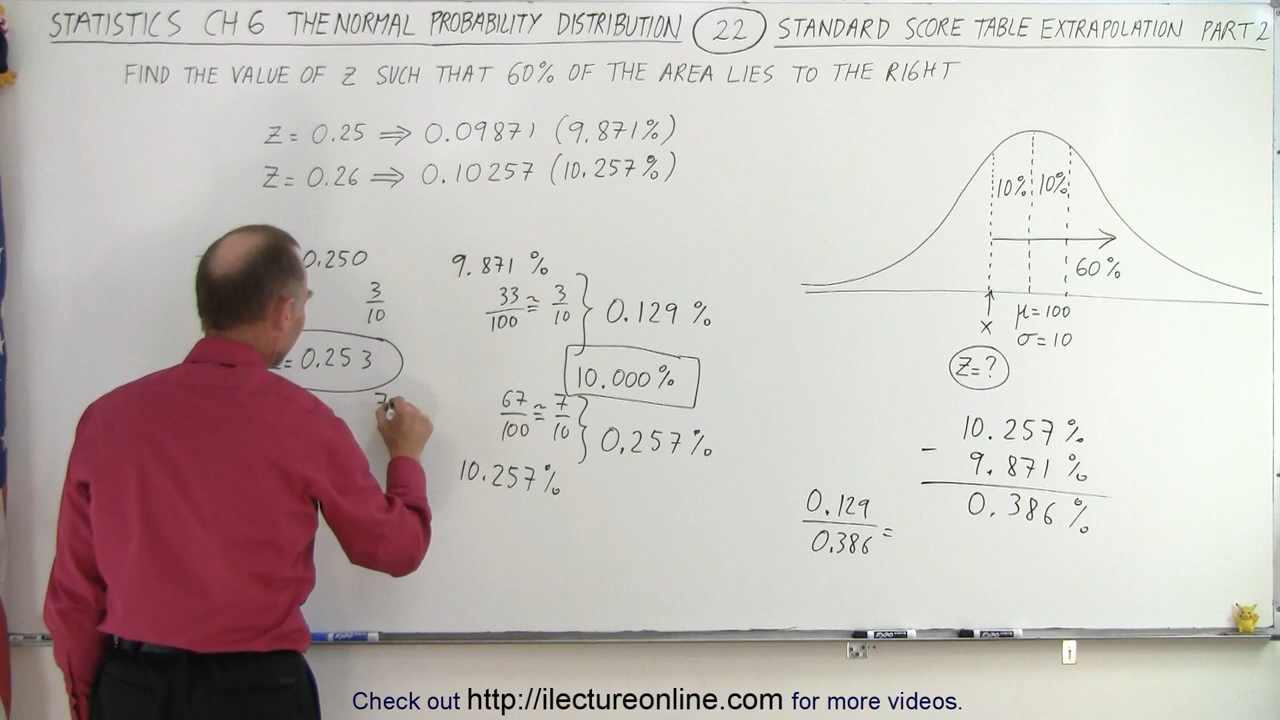 STATISTICS CH 6 THE NORMAL PROBABILITY DISTRIBUTION 22 STANDARD SCORE TABLE EXTRAPOLATION PART 2
FIND THE VALUE OF Z SUCH THAT 60% OF THE AREA LIES TO THE RIGHT
Z = 0.25 ⇒ 0.09871 (9.871%)
Z = 0.26 ⇒ 0.10257 (10.257%)
0.250
3/10
= 0.253
7
9.871 %
33/100 ≅ 3/10 } 0.129 %
10.000 %
67/100 ≅ 7/10 } 0.257 %
10.257 %
10% 10%
60%
X
μ = 100
σ = 10
Z = ?
10.257 %
- 9.871 %
0.386 %
0.129/0.386 =
EXPO
EXPO
EXPO
Check out http://ilectureonline.com for more videos.